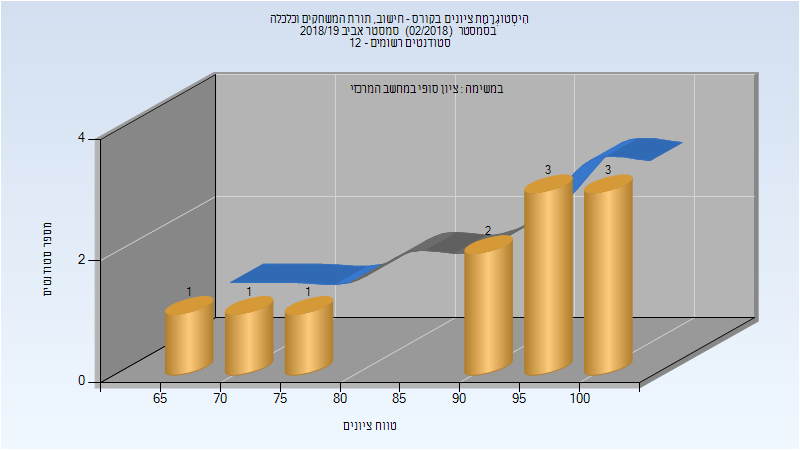 הִיסְטוֹגְרַמַת ציונים בקורס - חישוב, תורת המשחקים וכלכלה
בסמסטר (02/2018) סמסטר אביב 2018/19
סטודנטים רשומים - 12
במשימה : ציון סופי במחשב המרכזי
מספר סטודנטים
4
2
0
1
1
1
2
3
3
65
70
75
80
85
90
95
100
טווח ציונים